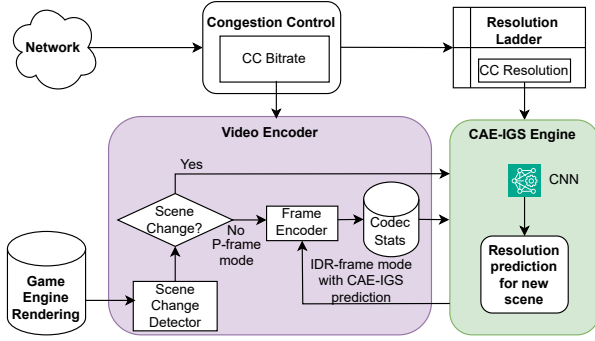 Network
Congestion Control
CC Bitrate
Resolution
Ladder
CC Resolution
Video Encoder
CAE-IGS Engine
Yes
Scene
Change?
No
P-frame
mode
Frame
Encoder
Codec
Stats
CNN
IDR-frame mode
with CAE-IGS
prediction
Resolution
prediction
for new
scene
Game
Engine
Rendering
Scene
Change
Detector